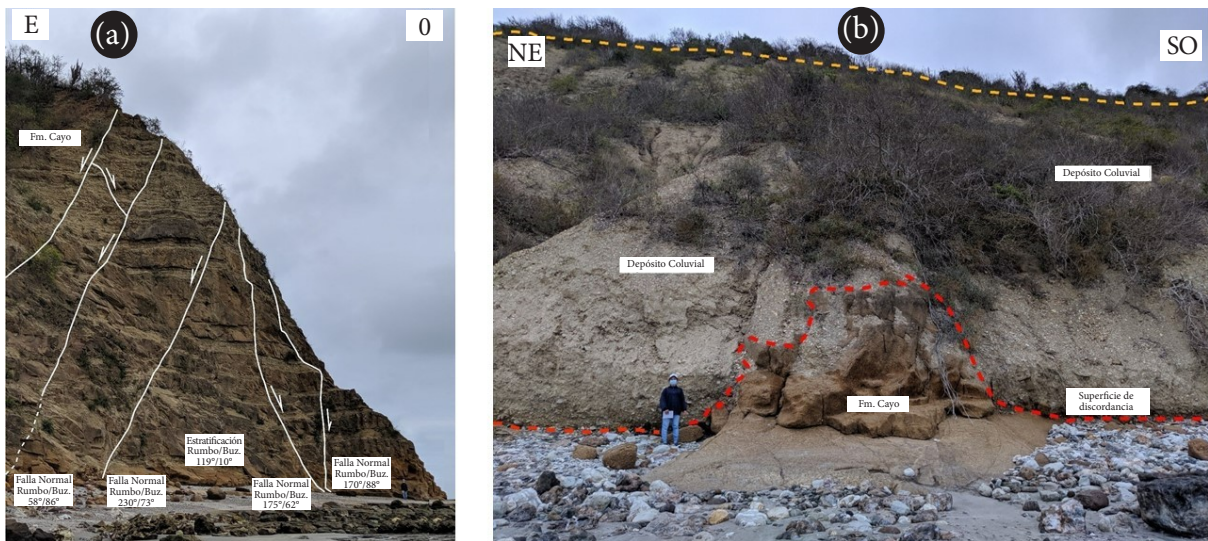 E
(a)
0
Fm. Cayo
Estratificación
Rumbo/Buz.
119°/10°
Falla Normal
Rumbo/Buz.
58°/86°
Falla Normal
Rumbo/Buz.
230°/73°
Falla Normal
Rumbo/Buz.
175°/62°
Falla Normal
Rumbo/Buz.
170°/88°
NE
(b)
SO
Depósito Coluvial
Depósito Coluvial
Fm. Cayo
Superficie de
discordancia